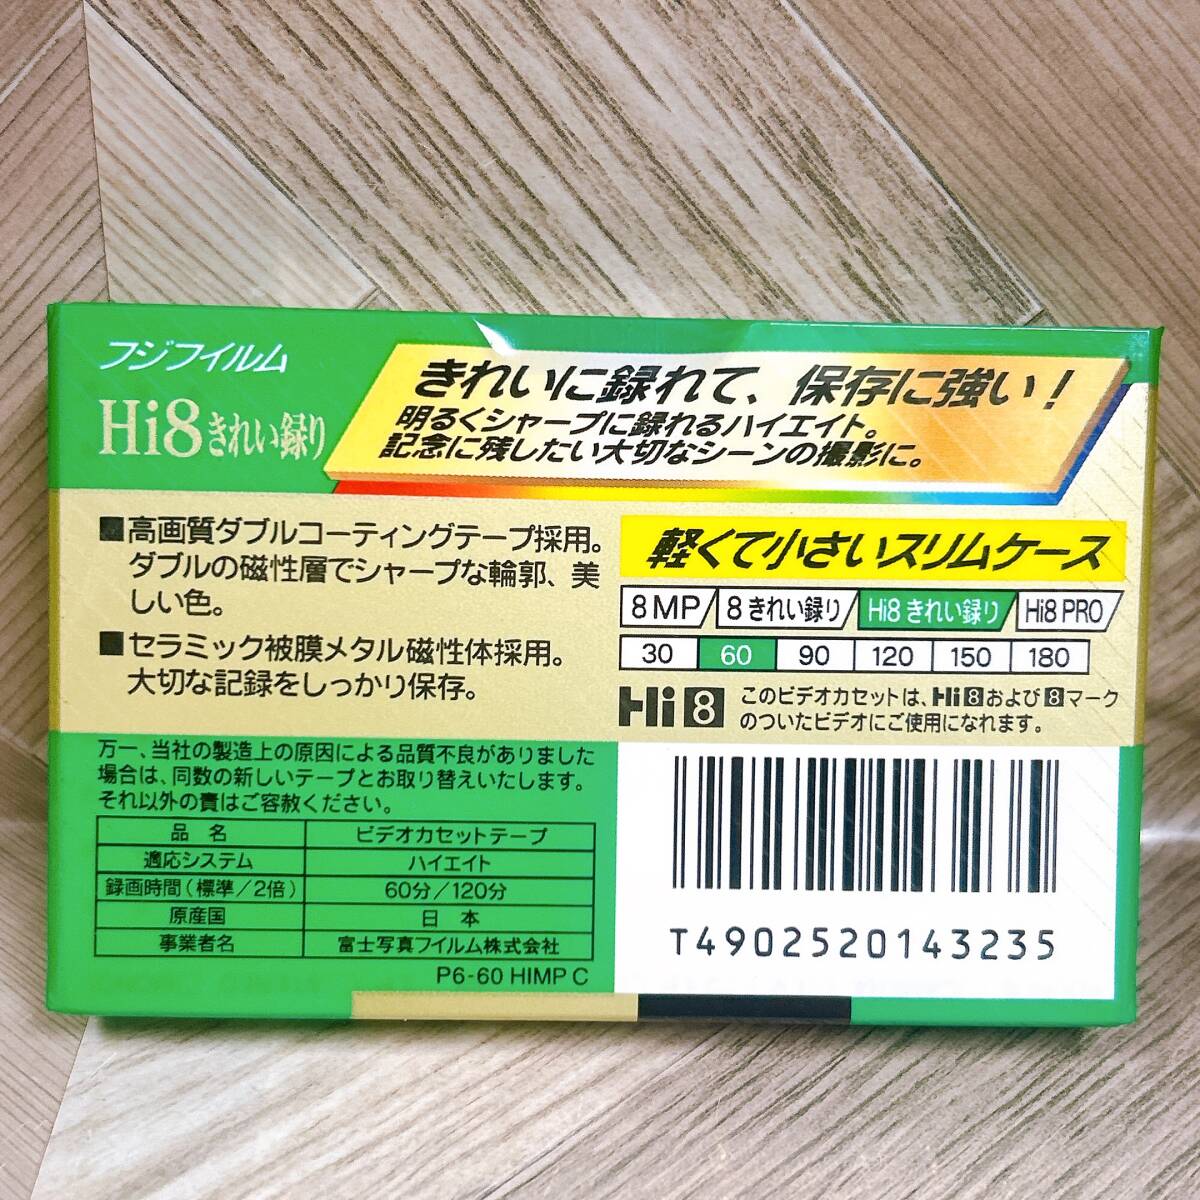 フジフイルム
Hi8きれい録り
きれいに録れて、保存に強い!
明るくシャープに録れるハイエイト。
記念に残したい大切なシーンの撮影に。
■高画質ダブルコーティングテープ採用。
ダブルの磁性層でシャープな輪郭、美
しい色。
■セラミック被膜メタル磁性体採用。
大切な記録をしっかり保存。
軽くて小さいスリムケース
8MP 8きれい録り Hi8きれい録り Hi8 PRO
30 60 90 120 150 180
Hi8 このビデオカセットは、Hi8および8マーク
のついたビデオにご使用になれます。
万一、当社の製造上の原因による品質不良がありました
場合は、同数の新しいテープとお取り替えいたします。
それ以外の責はご容赦ください。
品名 ビデオカセットテープ
適応システム ハイエイト
録画時間(標準/2倍) 60分/120分
原産国 日本
事業者名 富士写真フイルム株式会社
P6-60 HIMP C
T4902520143235